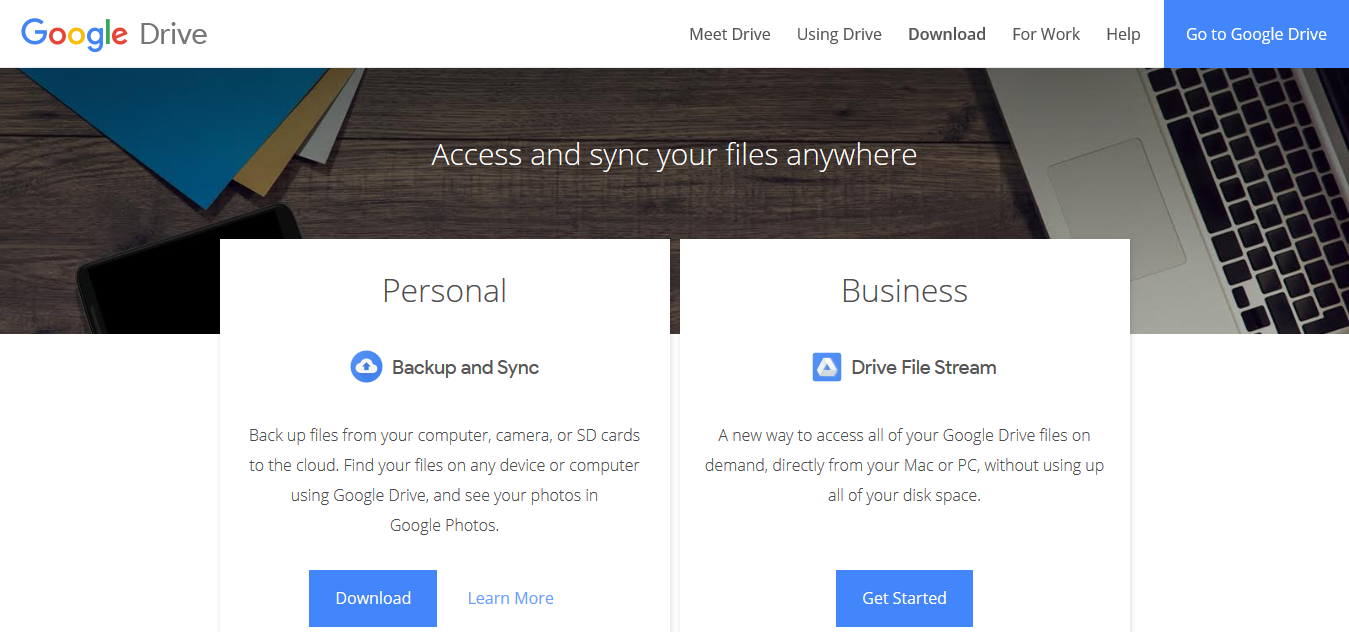 Google Drive
Meet Drive
Using Drive
Download
For Work
Help
Go to Google Drive
Access and sync your files anywhere
Personal
Backup and Sync
Back up files from your computer, camera, or SD cards
to the cloud. Find your files on any device or computer
using Google Drive, and see your photos in
Google Photos.
Download
Learn More
Business
Drive File Stream
A new way to access all of your Google Drive files on
demand, directly from your Mac or PC, without using up
all of your disk space.
Get Started